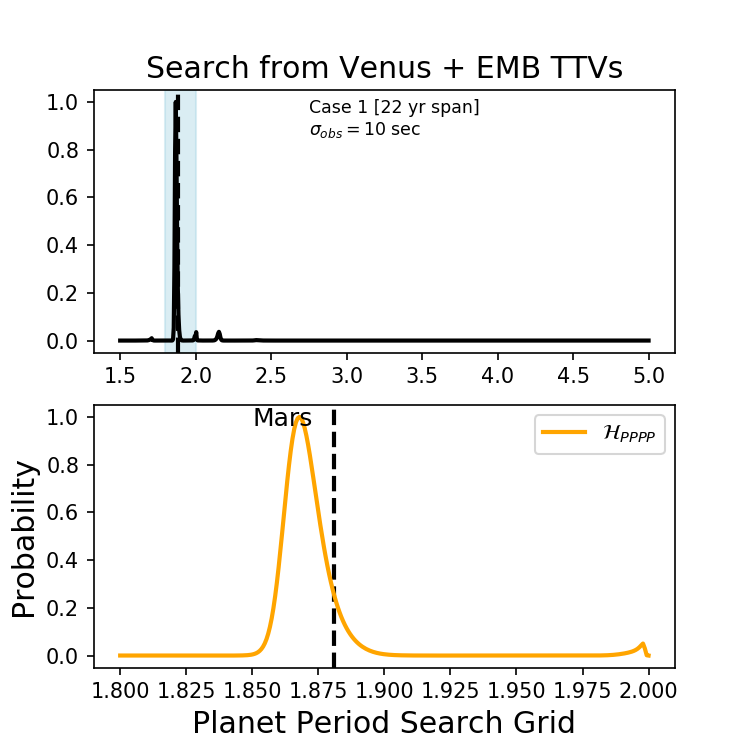 Search from Venus + EMB TTVs
Case 1 [22 yr span]
σ_obs = 10 sec
1.0
0.8
0.6
0.4
0.2
0.0
1.5 2.0 2.5 3.0 3.5 4.0 4.5 5.0
Mars
ℋ_PPPP
Probability
1.0
0.8
0.6
0.4
0.2
0.0
1.800 1.825 1.850 1.875 1.900 1.925 1.950 1.975 2.000
Planet Period Search Grid